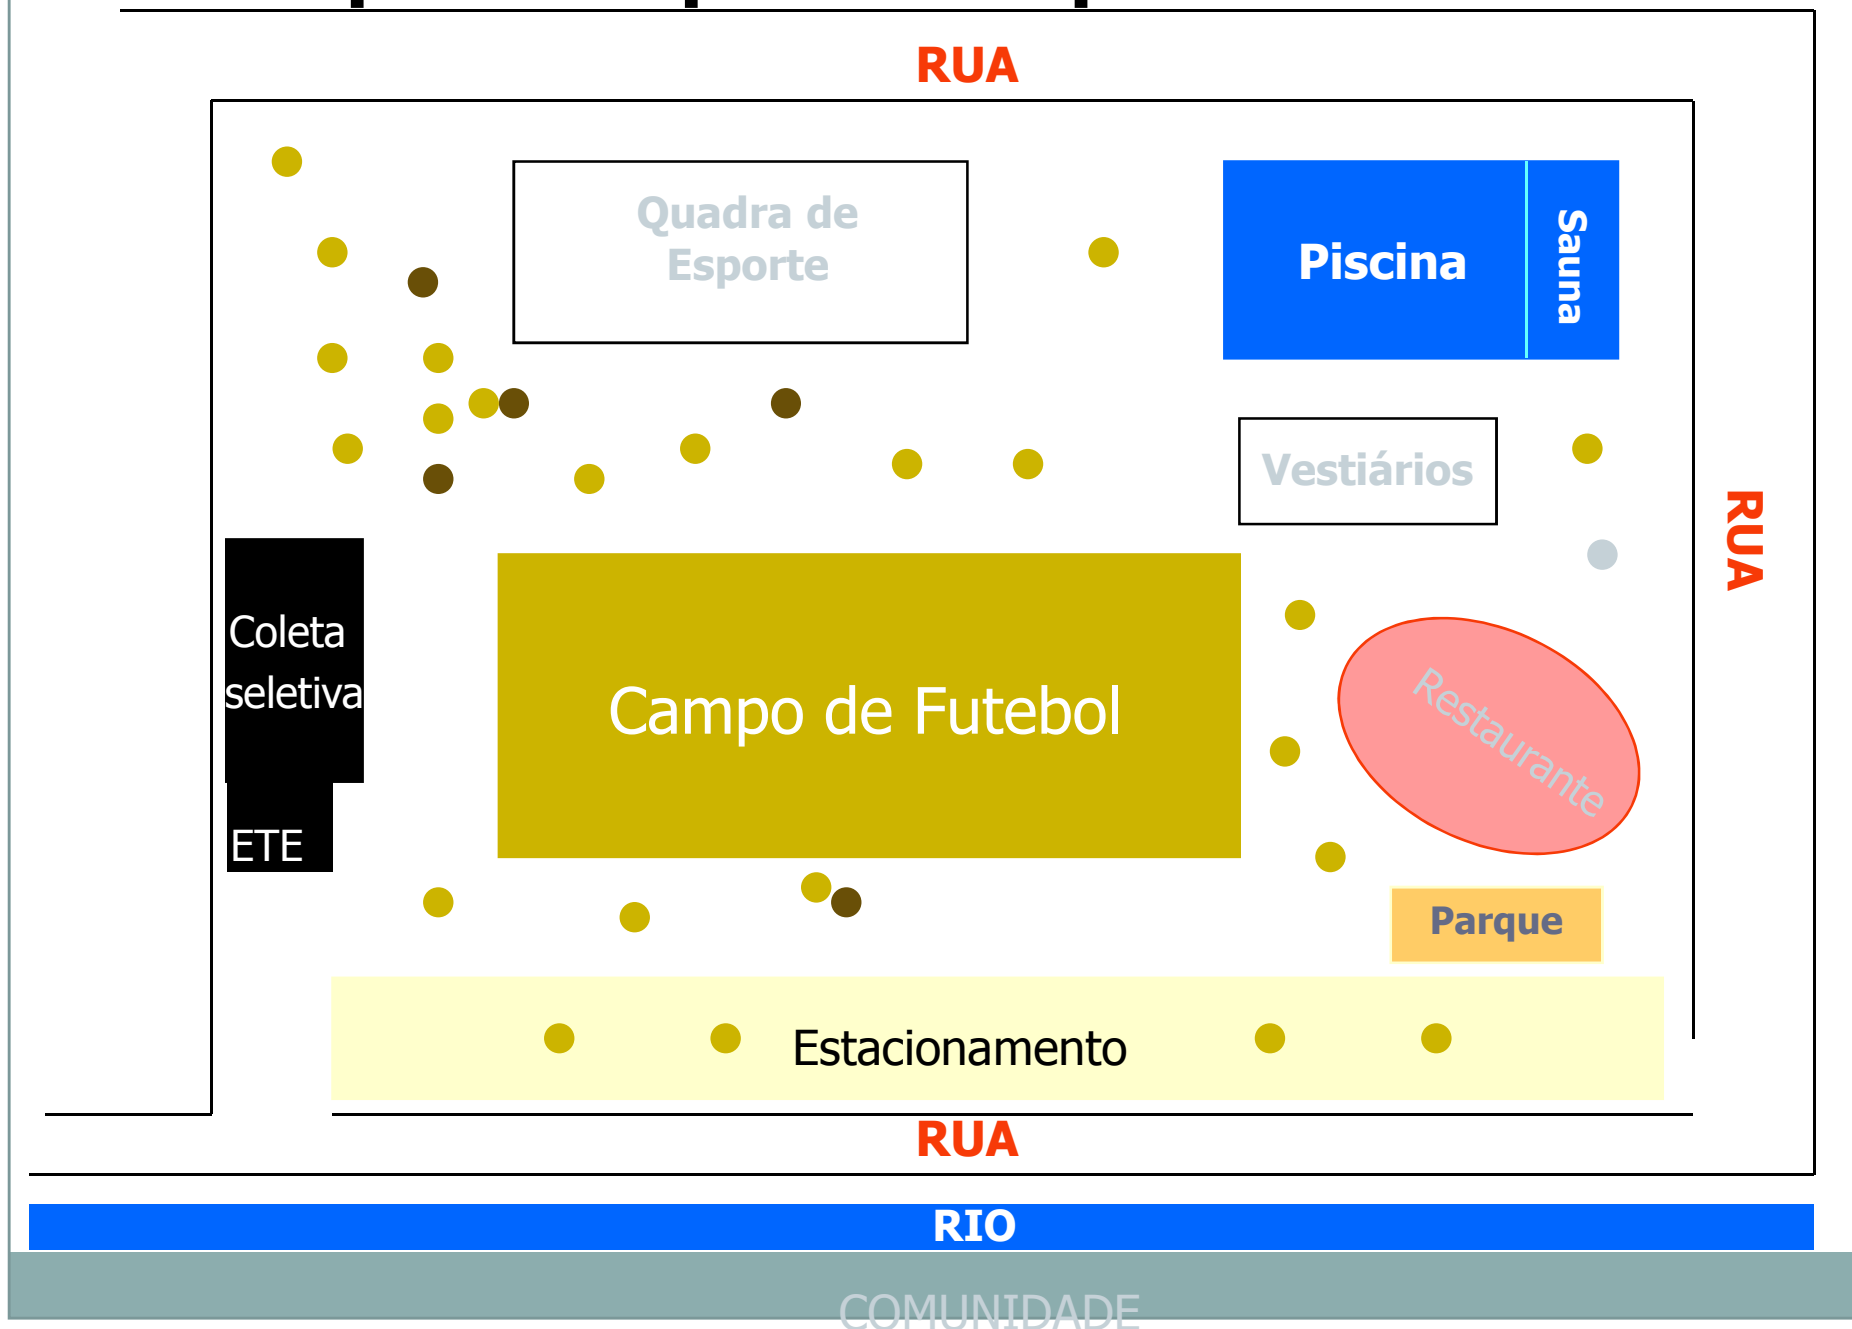 RUA
Quadra de
Esporte
Piscina
Sauna
Vestiários
RUA
Coleta
seletiva
Campo de Futebol
Restaurante
ETE
Parque
Estacionamento
RUA
RIO
COMUNIDADE